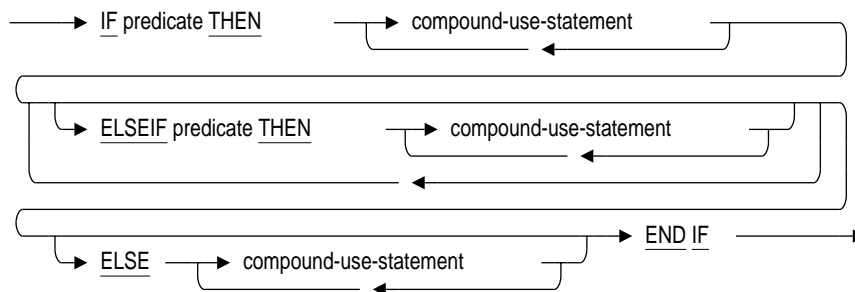 IF predicate THEN compound-use-statement
ELSEIF predicate THEN compound-use-statement
END IF
ELSE compound-use-statement